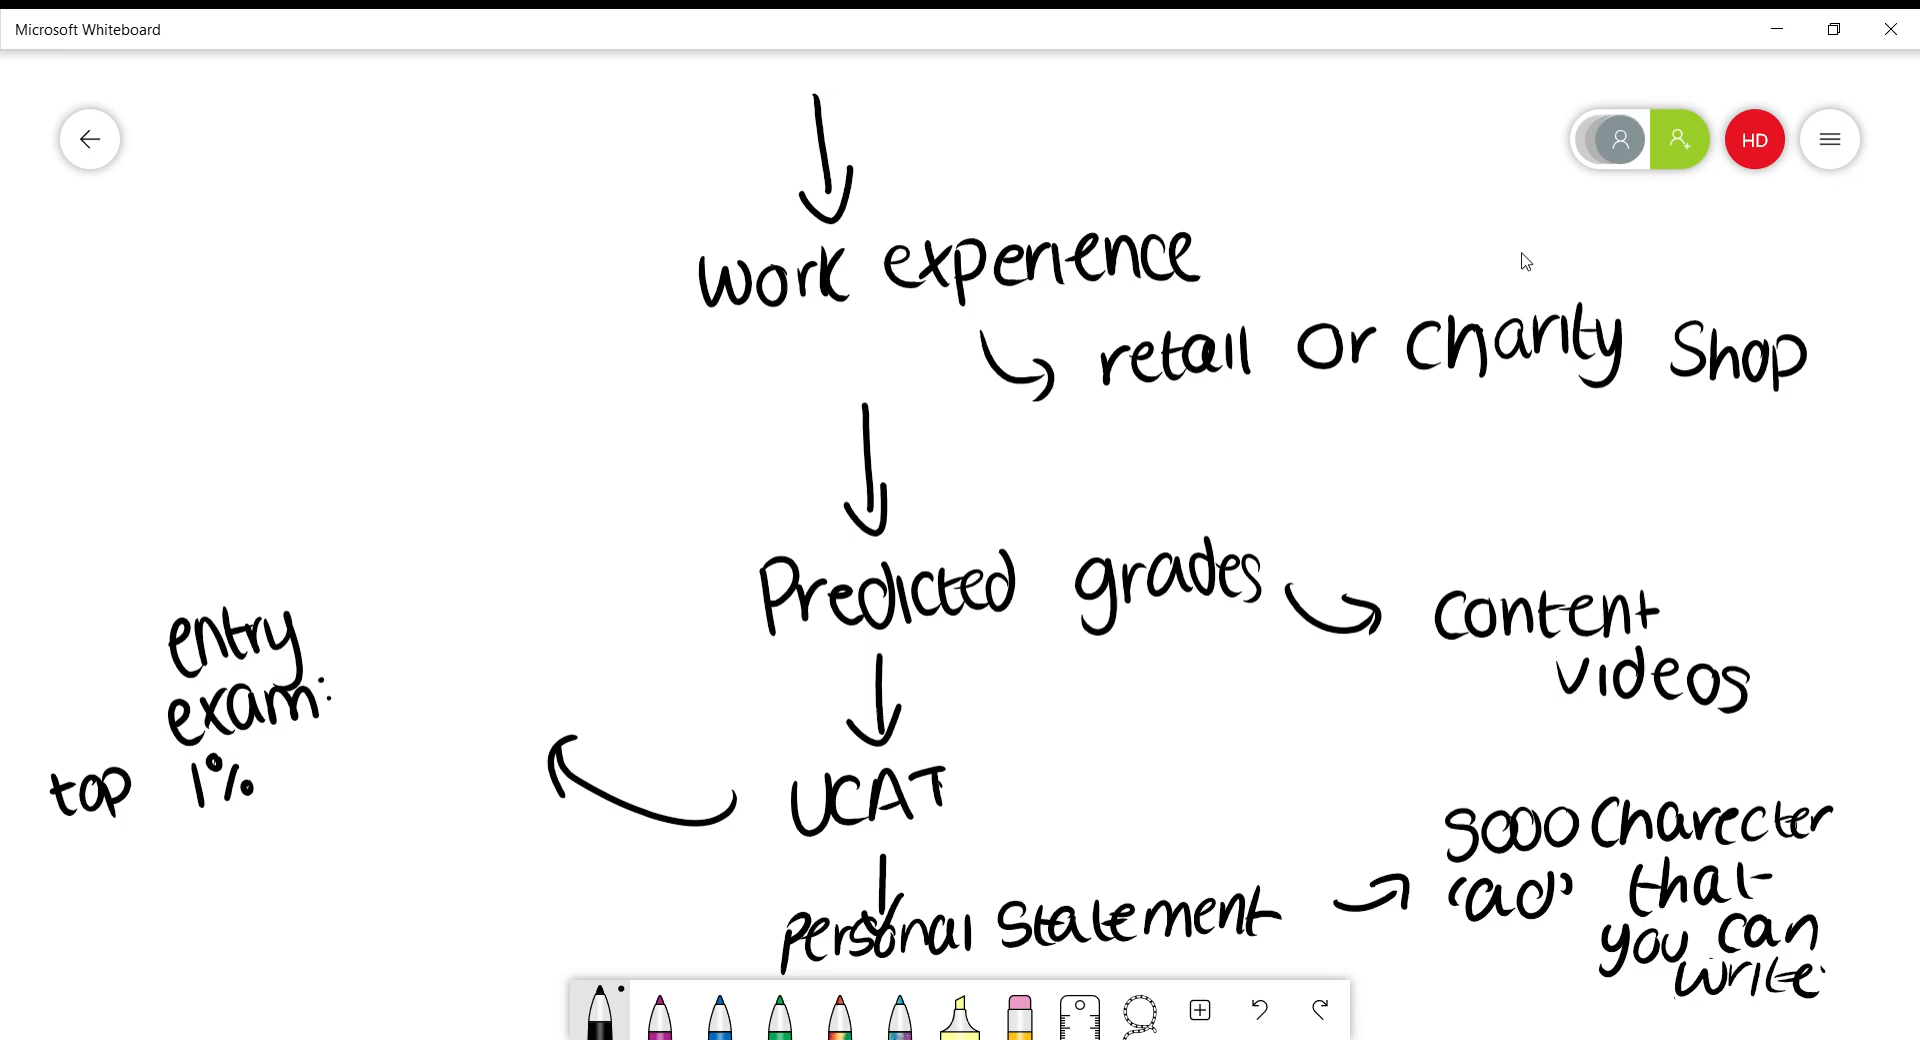 Microsoft Whiteboard
HD
work experience
retail or charity shop
Predicted grades
content
videos
entry
exam:
top 1%
UCAT
personal statement
5000 charecter
'ad' that
you can
write.